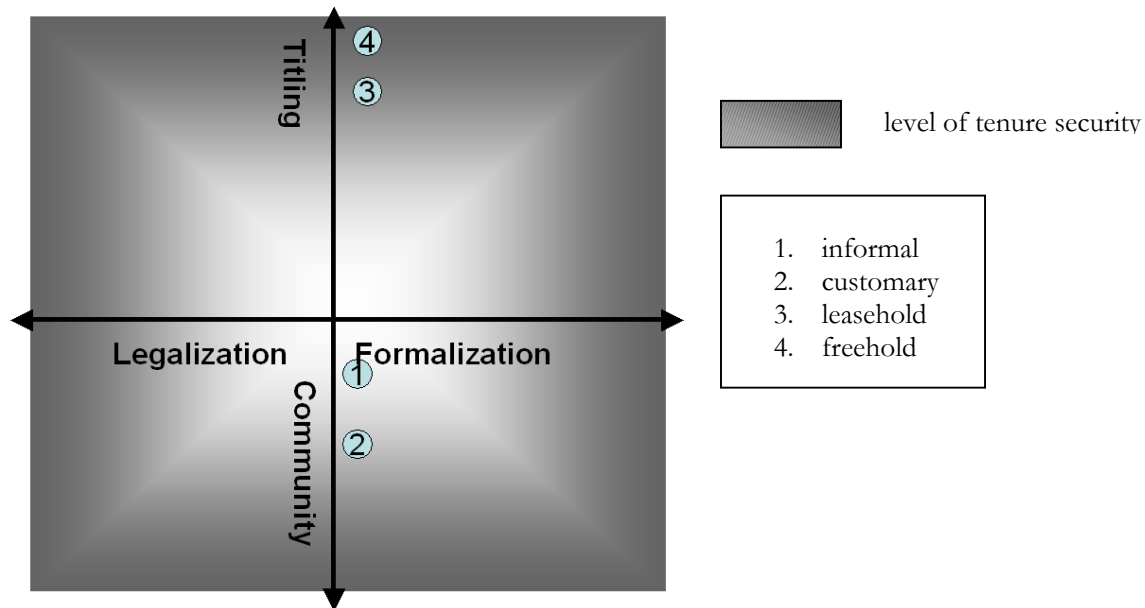 4
3
Titling
Legalization
Formalization
1
2
Community
level of tenure security
1. informal
2. customary
3. leasehold
4. freehold